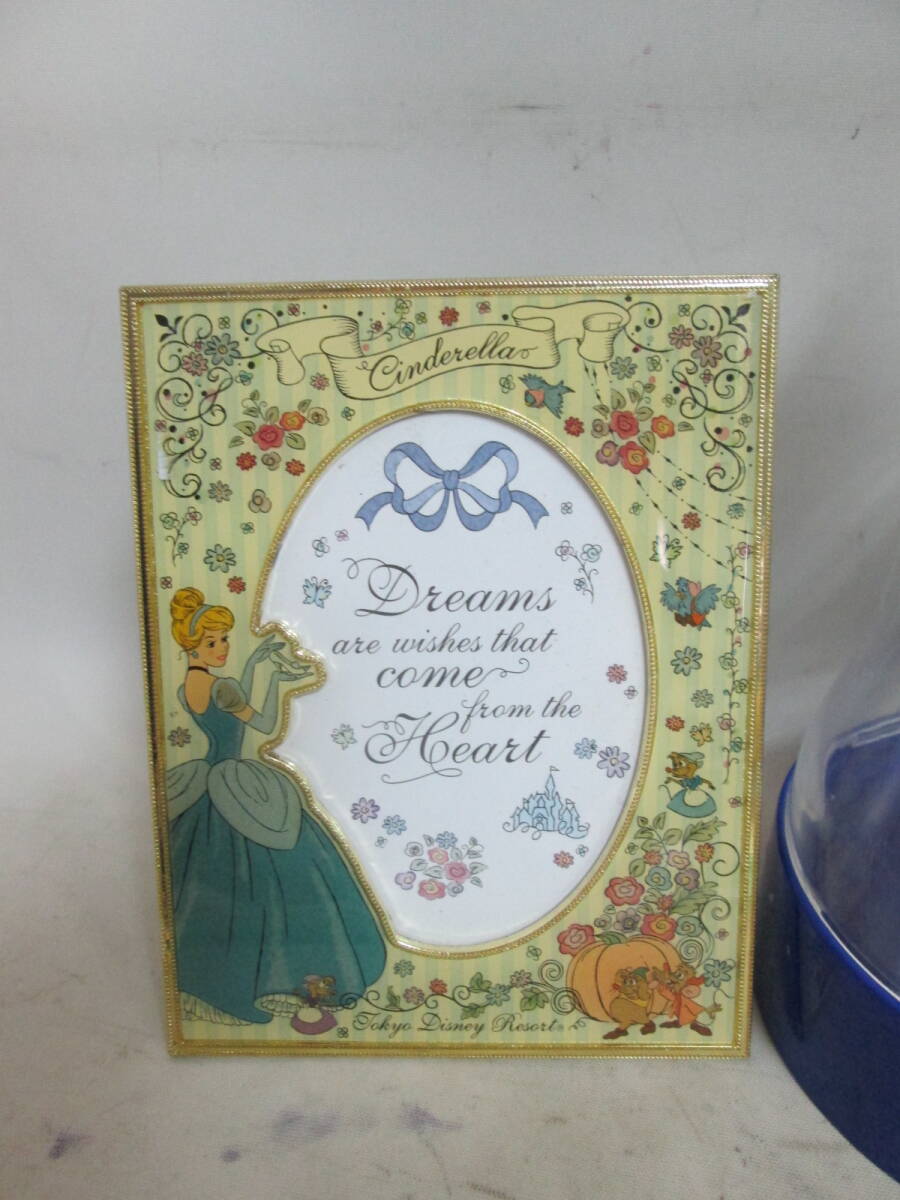 Cinderella
Dreams
are wishes that
come
from the
Heart
Tokyo Disney Resort®